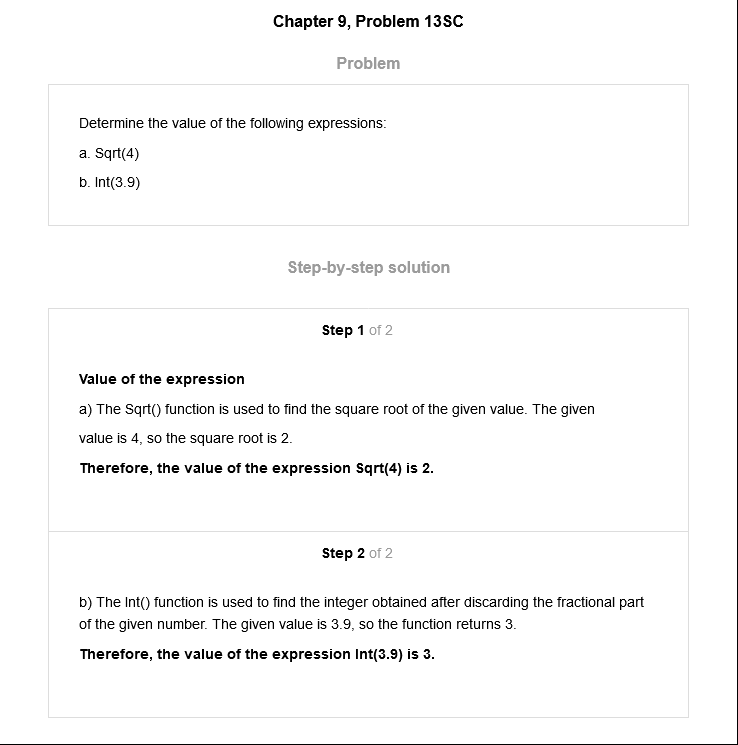 Chapter 9, Problem 13SC
Problem
Determine the value of the following expressions:
a. Sqrt(4)
b. Int(3.9)
Step-by-step solution
Step 1 of 2
Value of the expression
a) The Sqrt() function is used to find the square root of the given value. The given
value is 4, so the square root is 2.
Therefore, the value of the expression Sqrt(4) is 2.
Step 2 of 2
b) The Int() function is used to find the integer obtained after discarding the fractional part
of the given number. The given value is 3.9, so the function returns 3.
Therefore, the value of the expression Int(3.9) is 3.